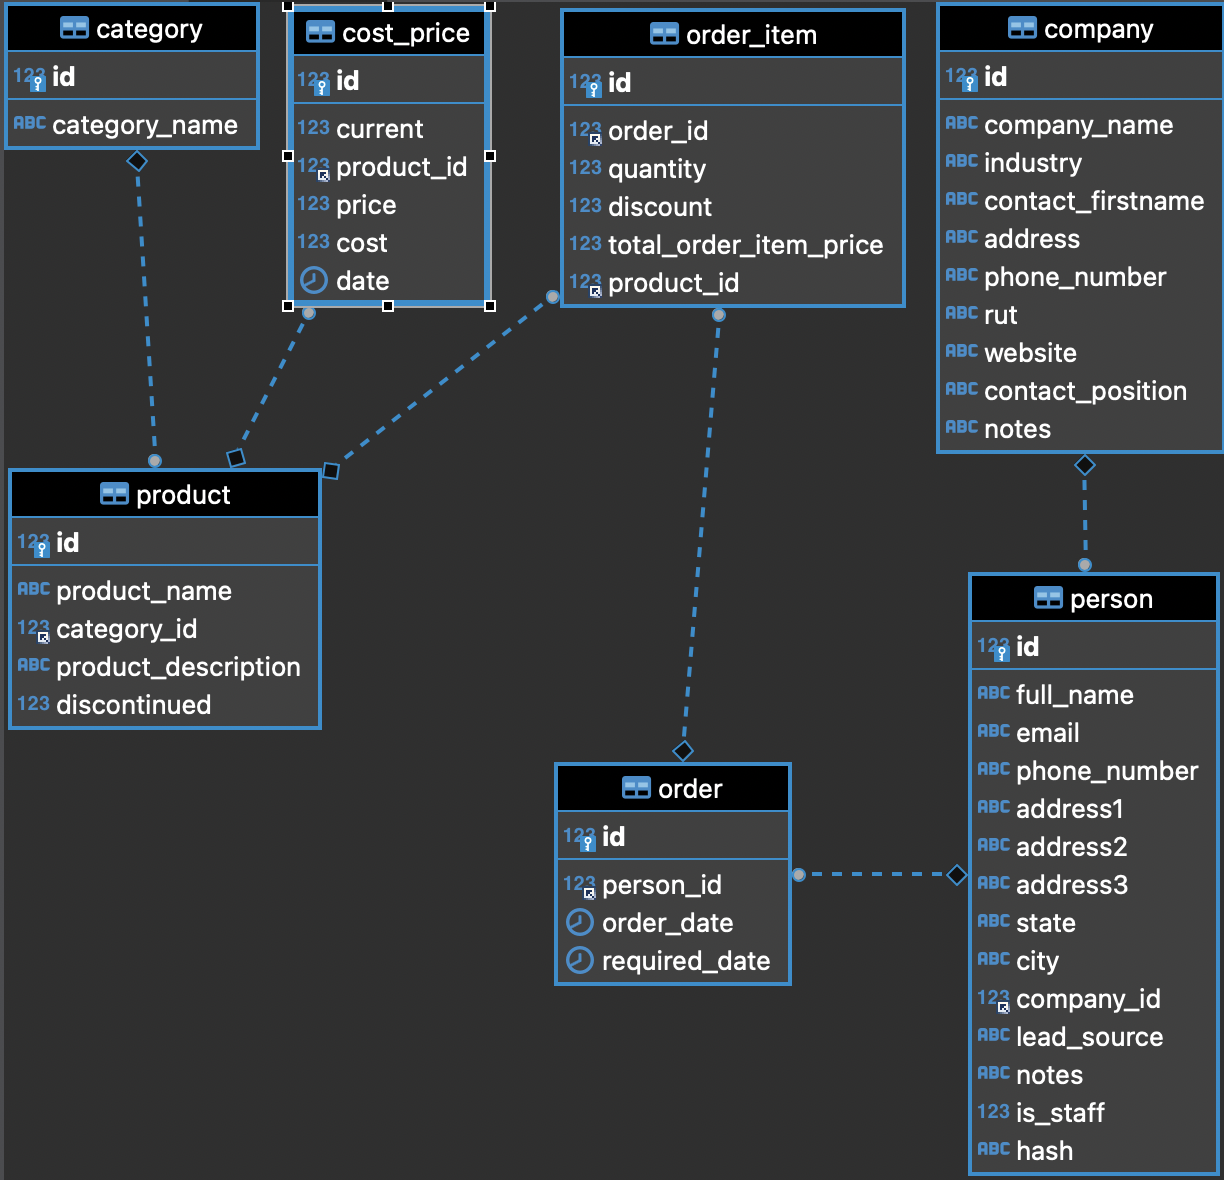 category
123 id
ABC category_name
cost_price
123 id
123 current
123 product_id
123 price
123 cost
date
order_item
123 id
123 order_id
123 quantity
123 discount
123 total_order_item_price
123 product_id
company
123 id
ABC company_name
ABC industry
ABC contact_firstname
ABC address
ABC phone_number
ABC rut
ABC website
ABC contact_position
ABC notes
product
123 id
ABC product_name
123 category_id
ABC product_description
123 discontinued
order
123 id
123 person_id
order_date
required_date
person
123 id
ABC full_name
ABC email
ABC phone_number
ABC address1
ABC address2
ABC address3
ABC state
ABC city
123 company_id
ABC lead_source
ABC notes
123 is_staff
ABC hash